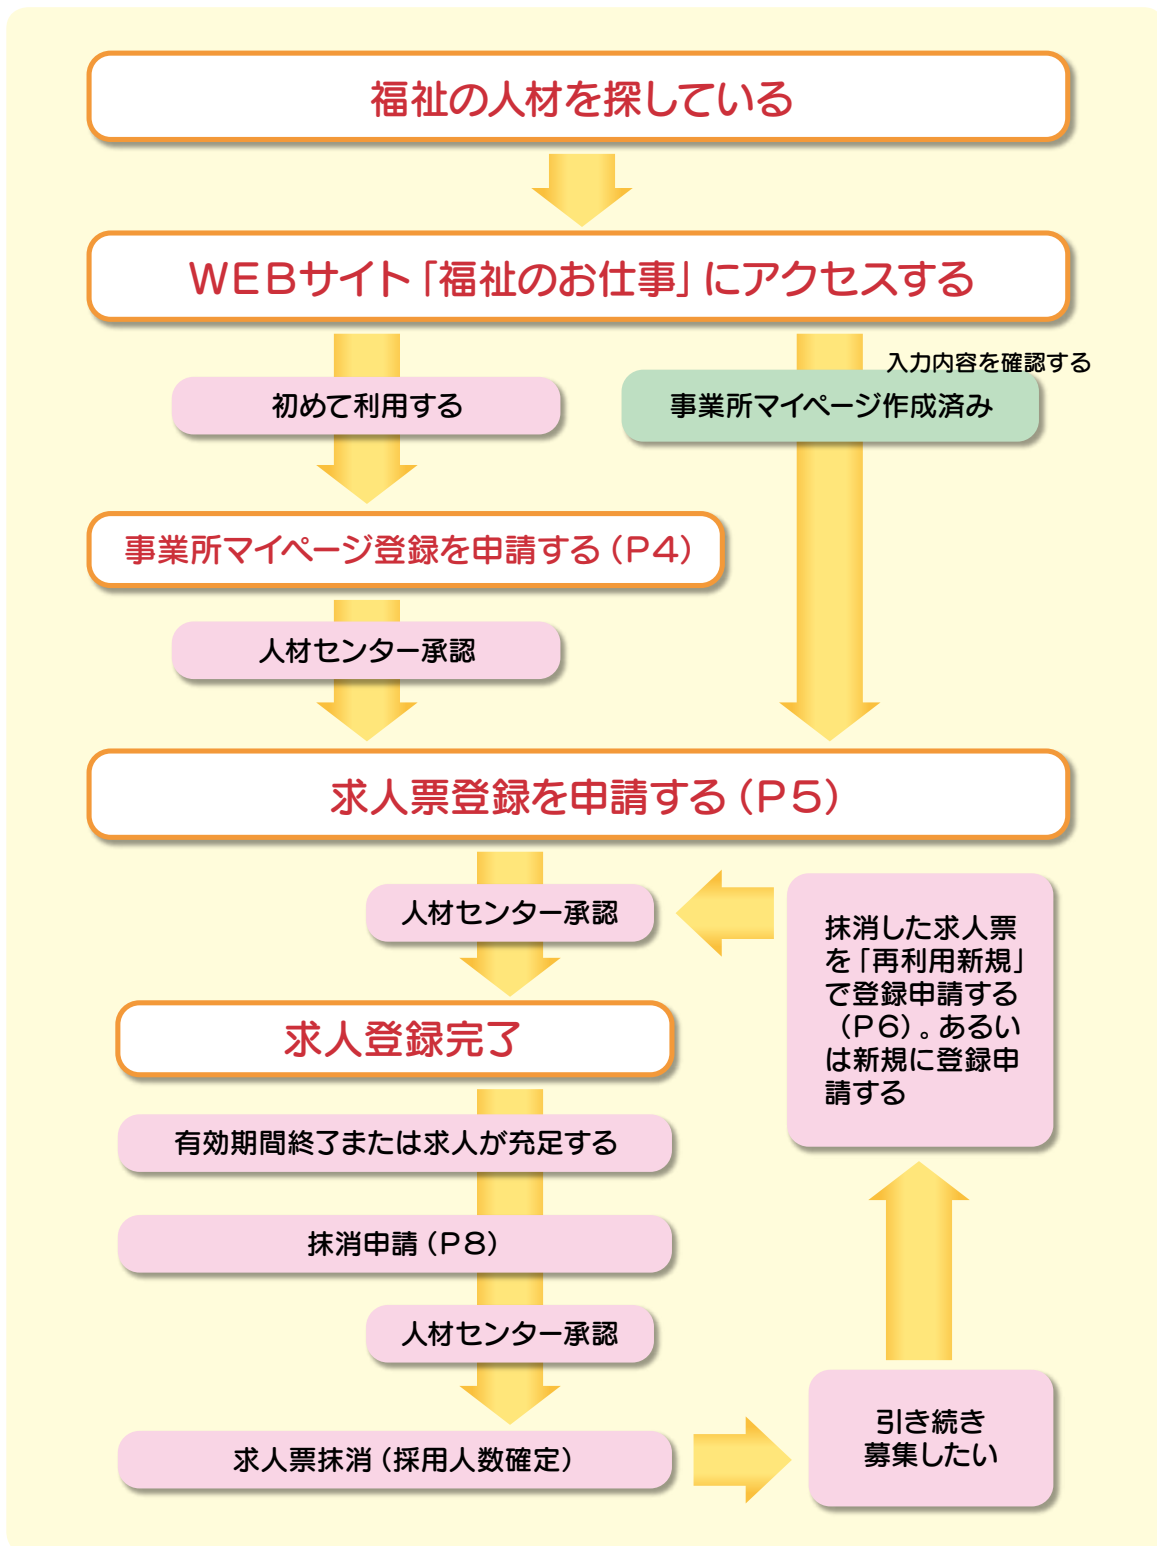 福祉の人材を探している
WEBサイト「福祉のお仕事」にアクセスする
初めて利用する
入力内容を確認する
事業所マイページ作成済み
事業所マイページ登録を申請する（P4）
人材センター承認
求人票登録を申請する（P5）
人材センター承認
抹消した求人票
を「再利用新規」
で登録申請する
（P6）。あるい
は新規に登録申
請する
求人登録完了
有効期間終了または求人が充足する
抹消申請（P8）
人材センター承認
求人票抹消（採用人数確定）
引き続き
募集したい